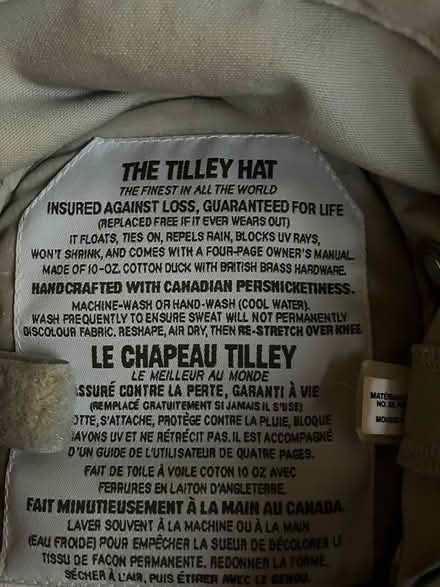 THE TILLEY HAT
THE FINEST IN ALL THE WORLD
INSURED AGAINST LOSS, GUARANTEED FOR LIFE
(REPLACED FREE IF IT EVER WEARS OUT)
IT FLOATS, TIES ON, REPELS RAIN, BLOCKS UV RAYS,
WON'T SHRINK, AND COMES WITH A FOUR-PAGE OWNER'S MANUAL.
MADE OF 10-OZ. COTTON DUCK WITH BRITISH BRASS HARDWARE.
HANDCRAFTED WITH CANADIAN PERSNICKETINESS.
MACHINE-WASH OR HAND-WASH (COOL WATER).
WASH FREQUENTLY TO ENSURE SWEAT WILL NOT PERMANENTLY
DISCOLOUR FABRIC. RESHAPE, AIR DRY, THEN RE-STRETCH OVER KNEE.
LE CHAPEAU TILLEY
LE MEILLEUR AU MONDE
ASSURÉ CONTRE LA PERTE, GARANTI À VIE
(REMPLACÉ GRATUITEMENT SI JAMAIS IL S'USE)
OTTE, S'ATTACHE, PROTÉGE CONTRE LA PLUIE, BLOQUE
RAYONS UV ET NE RÉTRÉCIT PAS. IL EST ACCOMPAGNÉ
D'UN GUIDE DE L'UTILISATEUR DE QUATRE PAGES.
FAIT DE TOILE À VOILE COTON 10 OZ AVEC
FERRURES EN LAITON D'ANGLETERRE.
FAIT MINUTIEUSEMENT À LA MAIN AU CANADA.
LAVER SOUVENT À LA MACHINE OU À LA MAIN
(EAU FROIDE) POUR EMPÊCHER LA SUEUR DE DÉCOLORER LE
TISSU DE FAÇON PERMANENTE. REDONNER LA FORME,
SÉCHER À L'AIR, PUIS ÉTIRER AVEC LE GENOU.